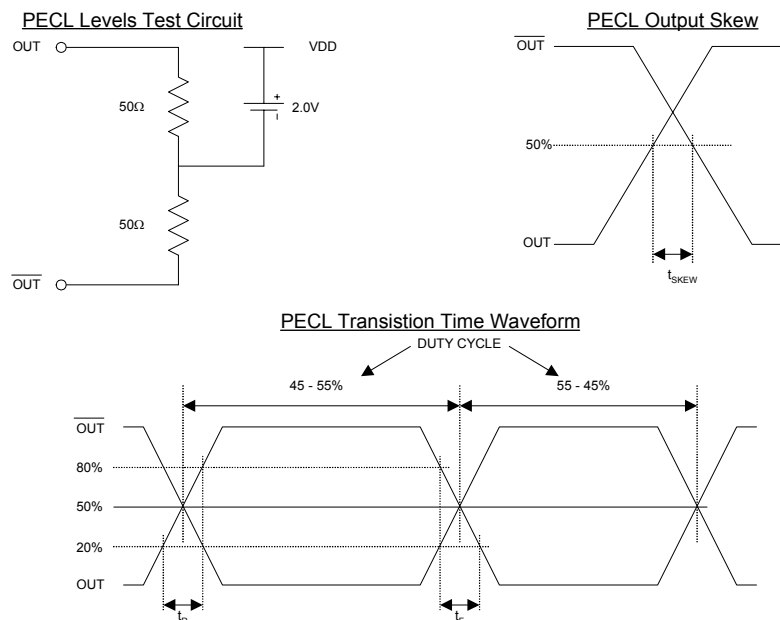 PECL Levels Test Circuit
OUT
VDD
50Ω
2.0V
50Ω
OUT
PECL Output Skew
OUT
50%
OUT
tSKEW
PECL Transistion Time Waveform
DUTY CYCLE
45 - 55%
55 - 45%
OUT
80%
50%
20%
OUT